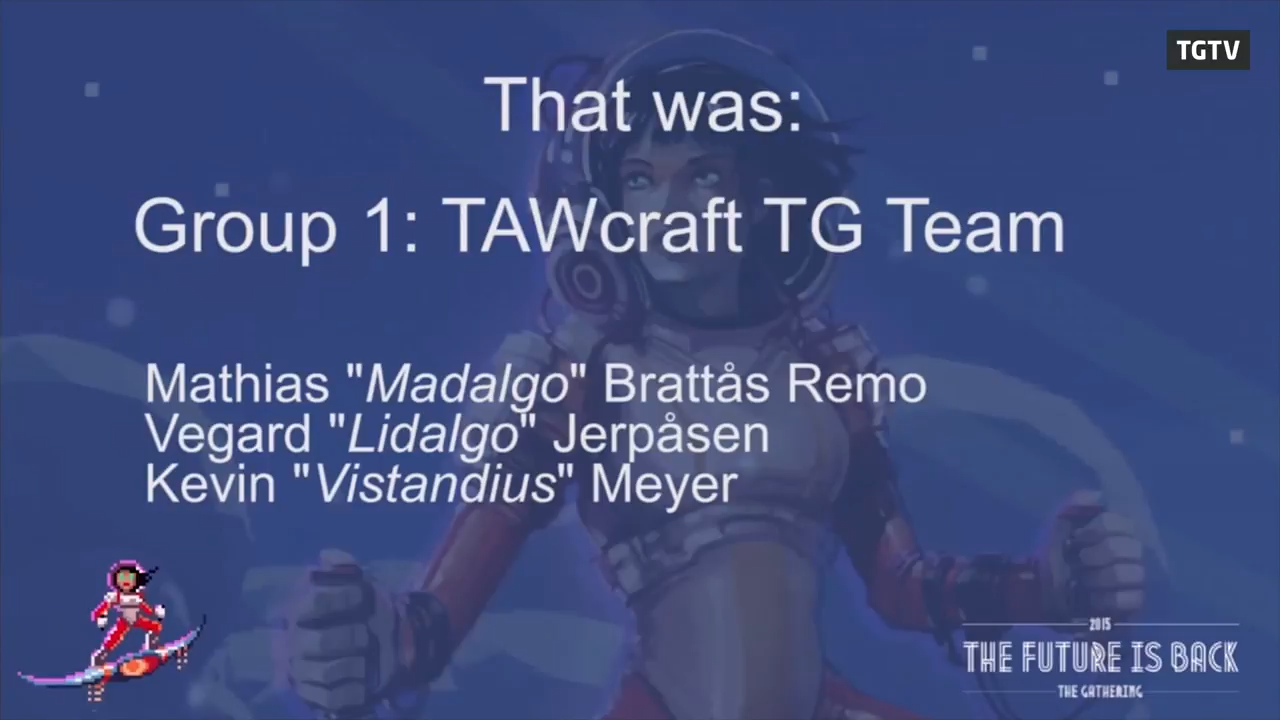 TGTV
That was:
Group 1: TAWcraft TG Team
Mathias "Madalgo" Brattås Remo
Vegard "Lidalgo" Jerpåsen
Kevin "Vistandius" Meyer
2015
THE FUTURE IS BACK
THE GATHERING